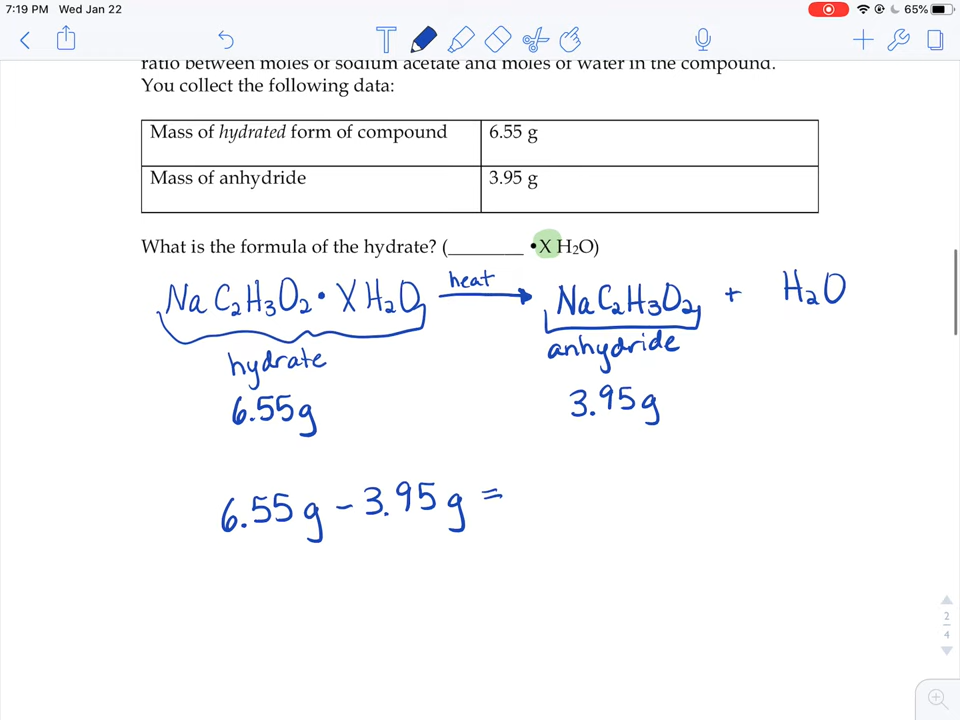 7:19 PM Wed Jan 22 65%
T
ratio between moles of sodium acetate and moles of water in the compound.
You collect the following data:
Mass of hydrated form of compound 6.55 g
Mass of anhydride 3.95 g
What is the formula of the hydrate? (________ •X H₂O)
NaC₂H₃O₂ • X H₂O heat → NaC₂H₃O₂ + H₂O
hydrate anhydride
6.55g 3.95g
6.55g - 3.95g =
2
4